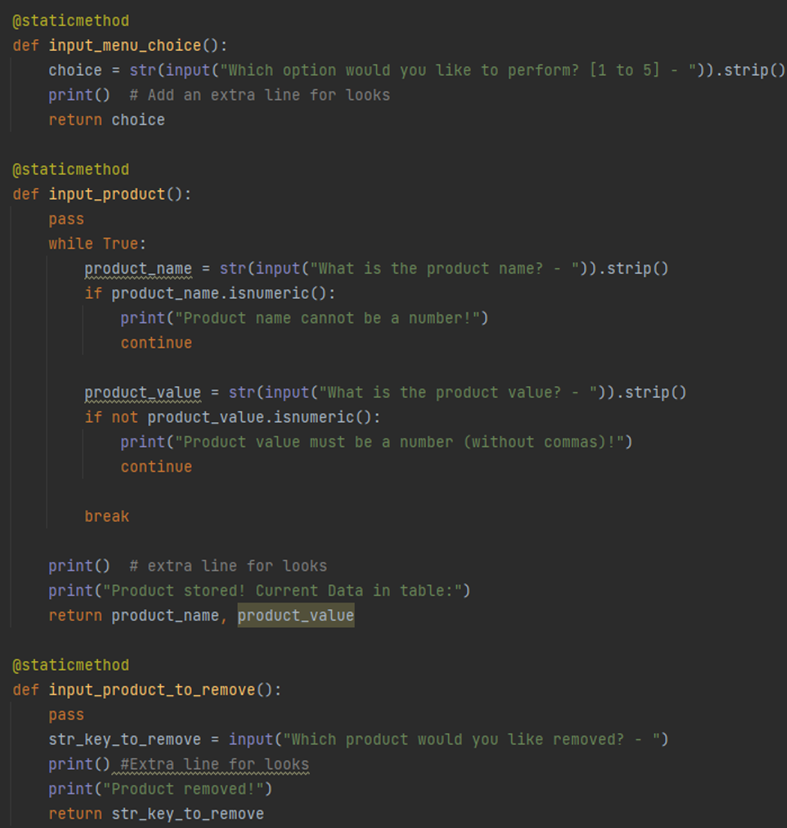 @staticmethod
def input_menu_choice():
    choice = str(input("Which option would you like to perform? [1 to 5] - ")).strip()
    print()  # Add an extra line for looks
    return choice

@staticmethod
def input_product():
    pass
    while True:
        product_name = str(input("What is the product name? - ")).strip()
        if product_name.isnumeric():
            print("Product name cannot be a number!")
            continue

        product_value = str(input("What is the product value? - ")).strip()
        if not product_value.isnumeric():
            print("Product value must be a number (without commas)!")
            continue

        break

    print()  # extra line for looks
    print("Product stored! Current Data in table:")
    return product_name, product_value

@staticmethod
def input_product_to_remove():
    pass
    str_key_to_remove = input("Which product would you like removed? - ")
    print() #Extra line for looks
    print("Product removed!")
    return str_key_to_remove